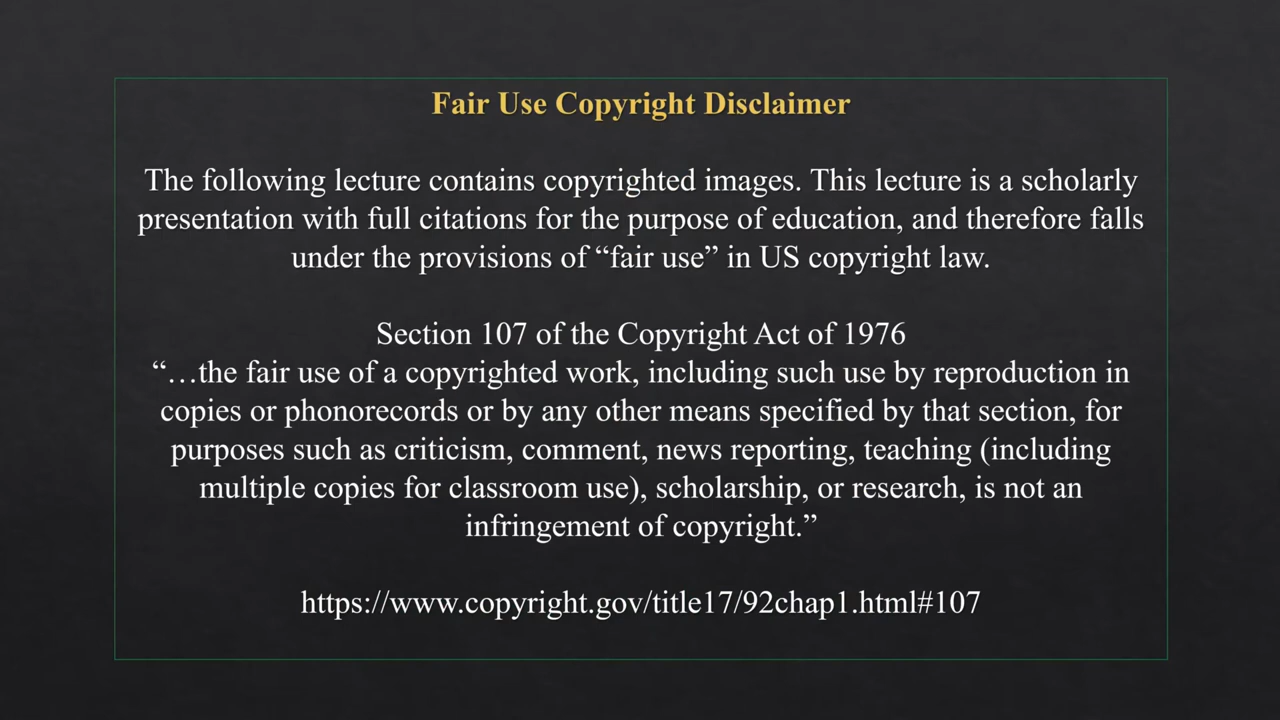 Fair Use Copyright Disclaimer
The following lecture contains copyrighted images. This lecture is a scholarly
presentation with full citations for the purpose of education, and therefore falls
under the provisions of “fair use” in US copyright law.
Section 107 of the Copyright Act of 1976
“…the fair use of a copyrighted work, including such use by reproduction in
copies or phonorecords or by any other means specified by that section, for
purposes such as criticism, comment, news reporting, teaching (including
multiple copies for classroom use), scholarship, or research, is not an
infringement of copyright.”
https://www.copyright.gov/title17/92chap1.html#107